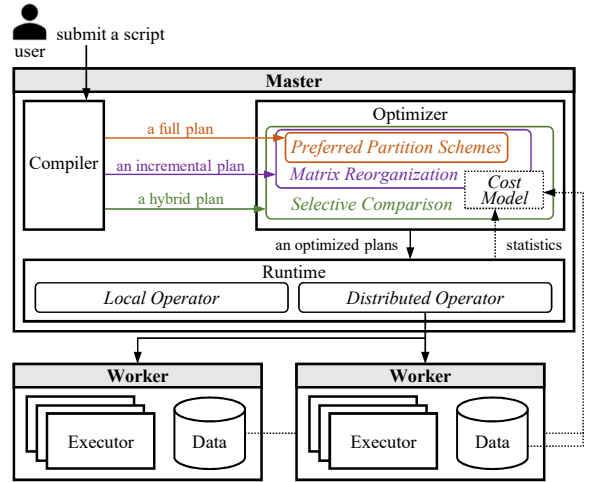 submit a script
user
Master
Optimizer
Compiler
a full plan
Preferred Partition Schemes
an incremental plan
Matrix Reorganization
Cost
Model
a hybrid plan
Selective Comparison
an optimized plans
statistics
Runtime
Local Operator
Distributed Operator
Worker
Worker
Executor
Data
Executor
Data